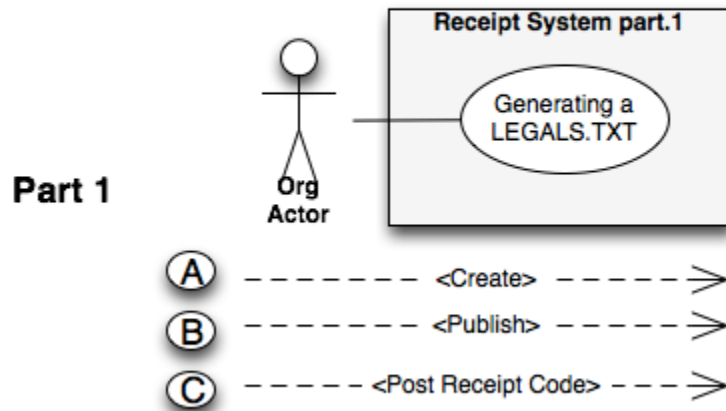 Receipt System part.1
Generating a
LEGALS.TXT
Part 1
Org
Actor
A
<Create>
B
<Publish>
C
<Post Receipt Code>